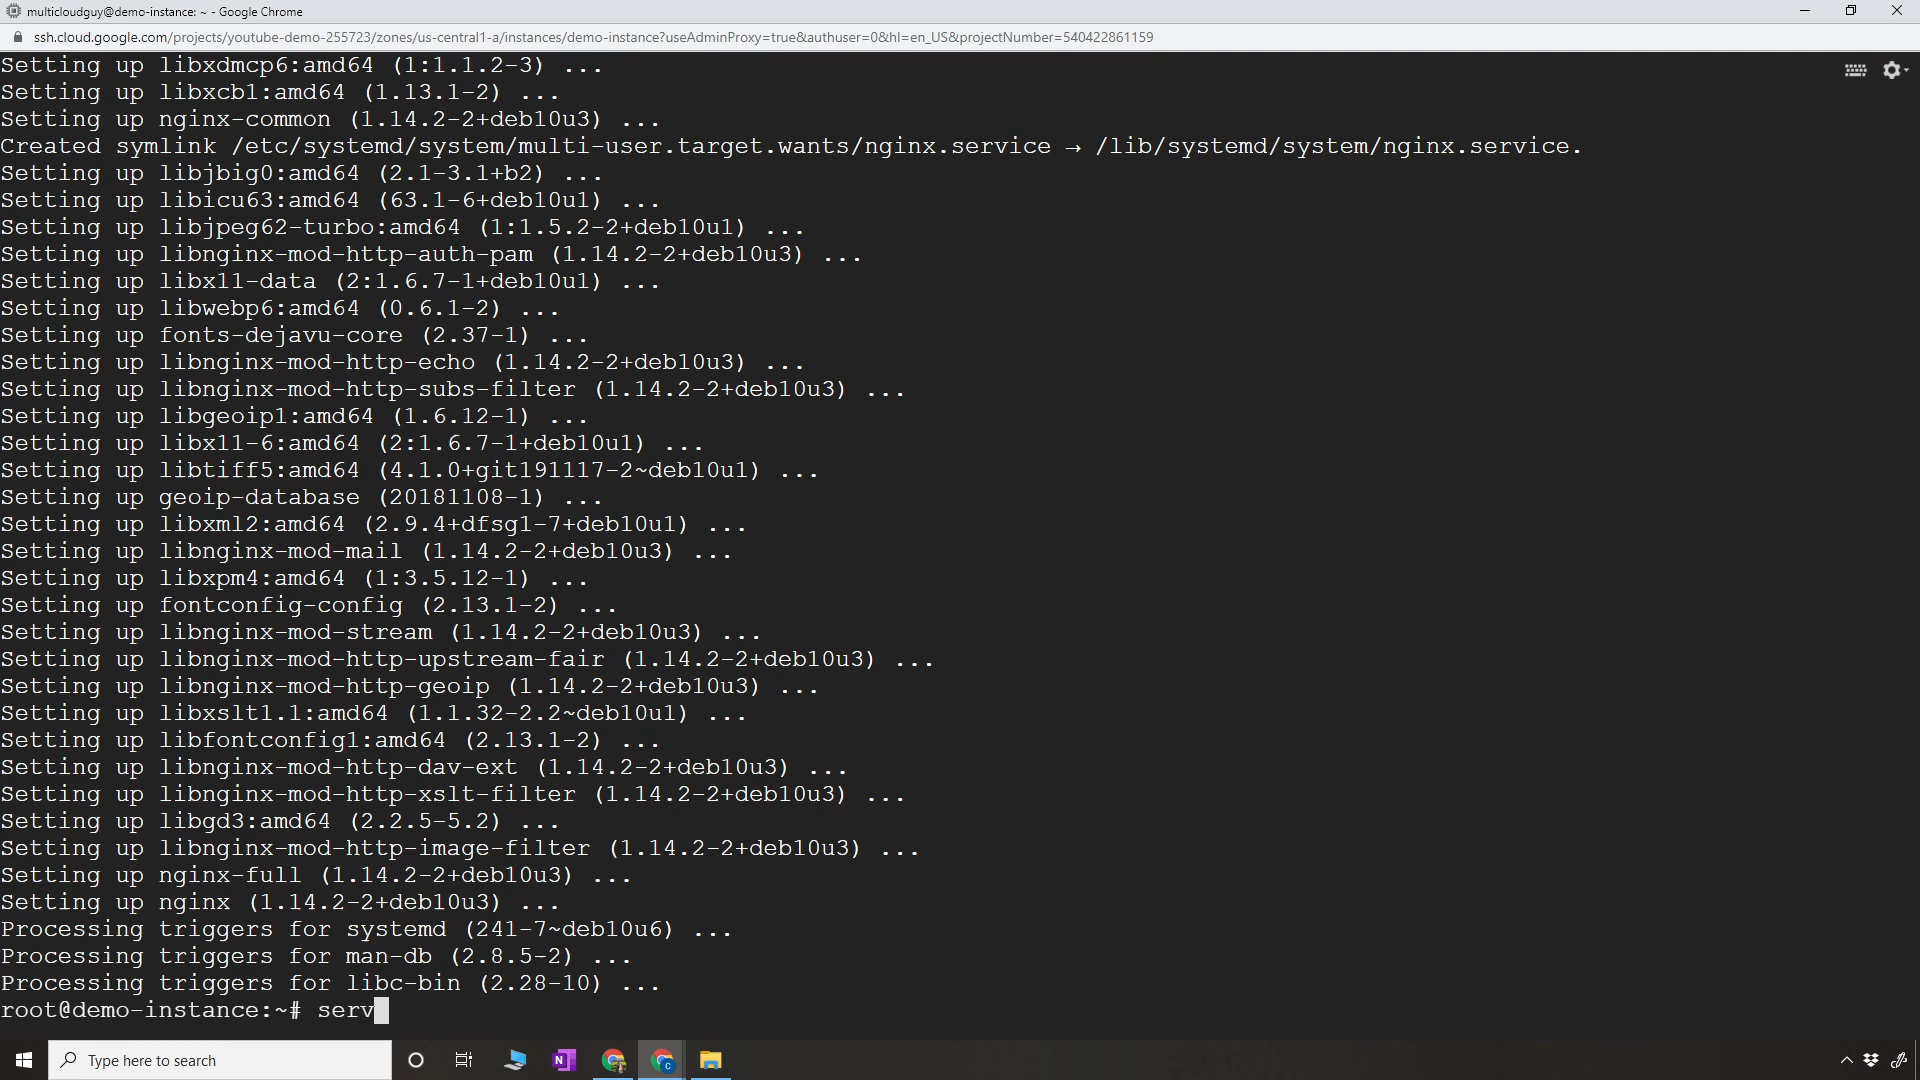 multicloudguy@demo-instance: ~ - Google Chrome
ssh.cloud.google.com/projects/youtube-demo-255723/zones/us-central1-a/instances/demo-instance?useAdminProxy=true&authuser=0&hl=en_US&projectNumber=540422861159
Setting up libxdmcp6:amd64 (1:1.1.2-3) ...
Setting up libxcb1:amd64 (1.13.1-2) ...
Setting up nginx-common (1.14.2-2+deb10u3) ...
Created symlink /etc/systemd/system/multi-user.target.wants/nginx.service → /lib/systemd/system/nginx.service.
Setting up libjbig0:amd64 (2.1-3.1+b2) ...
Setting up libicu63:amd64 (63.1-6+deb10u1) ...
Setting up libjpeg62-turbo:amd64 (1:1.5.2-2+deb10u1) ...
Setting up libnginx-mod-http-auth-pam (1.14.2-2+deb10u3) ...
Setting up libx11-data (2:1.6.7-1+deb10u1) ...
Setting up libwebp6:amd64 (0.6.1-2) ...
Setting up fonts-dejavu-core (2.37-1) ...
Setting up libnginx-mod-http-echo (1.14.2-2+deb10u3) ...
Setting up libnginx-mod-http-subs-filter (1.14.2-2+deb10u3) ...
Setting up libgeoip1:amd64 (1.6.12-1) ...
Setting up libx11-6:amd64 (2:1.6.7-1+deb10u1) ...
Setting up libtiff5:amd64 (4.1.0+git191117-2~deb10u1) ...
Setting up geoip-database (20181108-1) ...
Setting up libxml2:amd64 (2.9.4+dfsg1-7+deb10u1) ...
Setting up libnginx-mod-mail (1.14.2-2+deb10u3) ...
Setting up libxpm4:amd64 (1:3.5.12-1) ...
Setting up fontconfig-config (2.13.1-2) ...
Setting up libnginx-mod-stream (1.14.2-2+deb10u3) ...
Setting up libnginx-mod-http-upstream-fair (1.14.2-2+deb10u3) ...
Setting up libnginx-mod-http-geoip (1.14.2-2+deb10u3) ...
Setting up libxslt1.1:amd64 (1.1.32-2.2~deb10u1) ...
Setting up libfontconfig1:amd64 (2.13.1-2) ...
Setting up libnginx-mod-http-dav-ext (1.14.2-2+deb10u3) ...
Setting up libnginx-mod-http-xslt-filter (1.14.2-2+deb10u3) ...
Setting up libgd3:amd64 (2.2.5-5.2) ...
Setting up libnginx-mod-http-image-filter (1.14.2-2+deb10u3) ...
Setting up nginx-full (1.14.2-2+deb10u3) ...
Setting up nginx (1.14.2-2+deb10u3) ...
Processing triggers for systemd (241-7~deb10u6) ...
Processing triggers for man-db (2.8.5-2) ...
Processing triggers for libc-bin (2.28-10) ...
root@demo-instance:~# serv
Type here to search